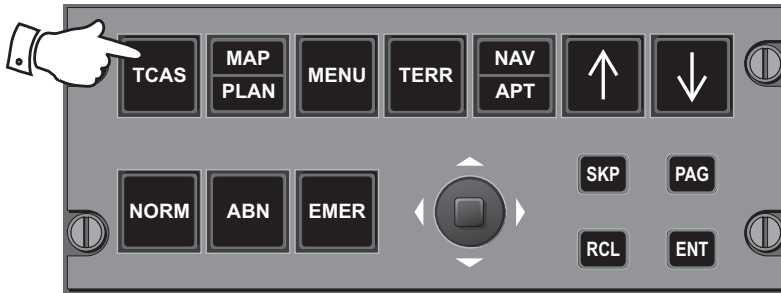 TCAS
MAP
PLAN
MENU
TERR
NAV
APT
NORM
ABN
EMER
SKP
PAG
RCL
ENT